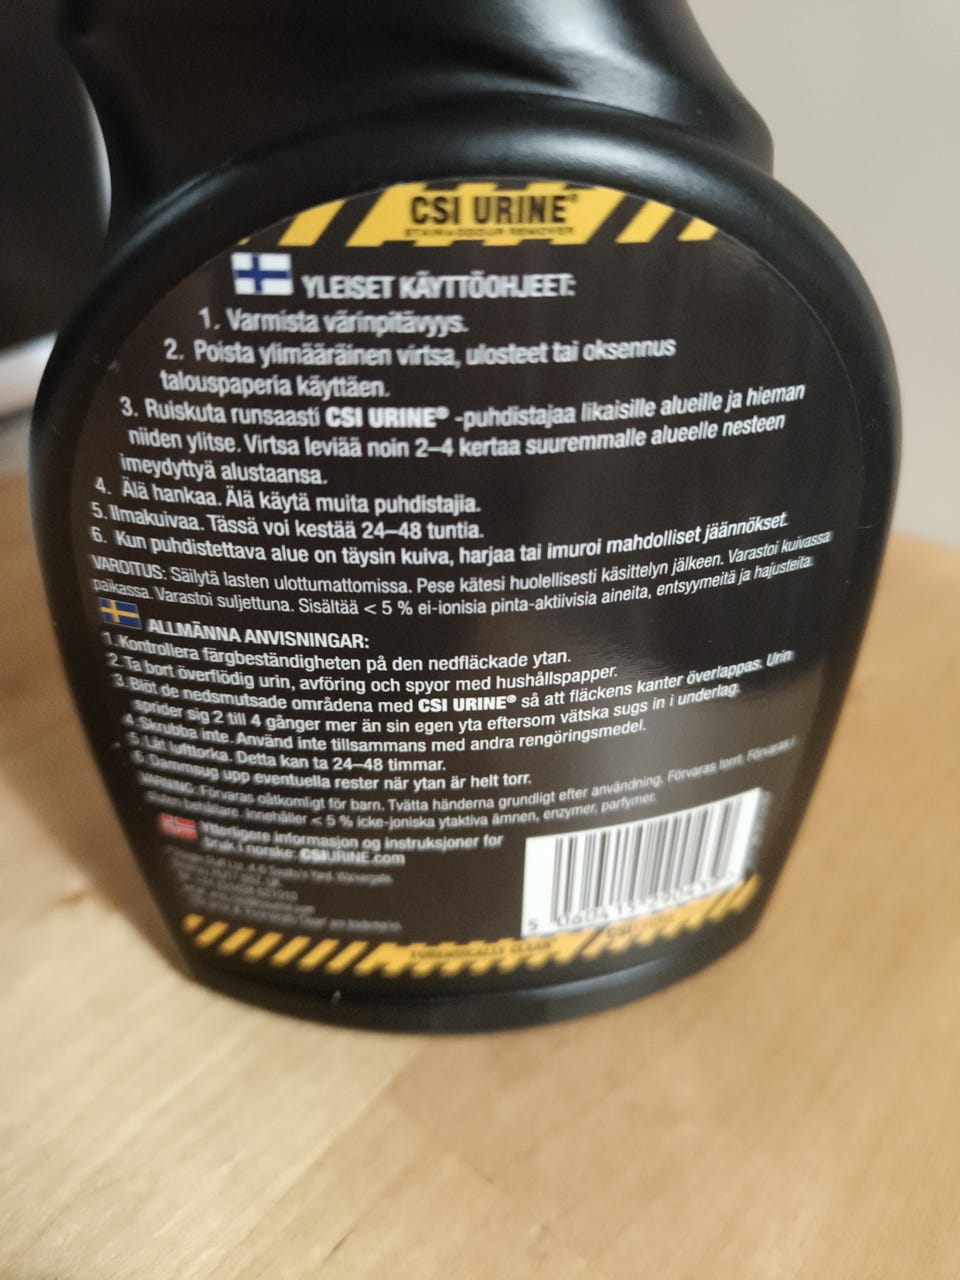 CSI URINE®
STAIN & ODOUR REMOVER
YLEISET KÄYTTÖOHJEET:
1. Varmista värinpitävyys.
2. Poista ylimääräinen virtsa, ulosteet tai oksennus
talouspaperia käyttäen.
3. Ruiskuta runsaasti CSI URINE® -puhdistajaa likaisille alueille ja hieman
niiden ylitse. Virtsa leviää noin 2–4 kertaa suuremmalle alueelle nesteen
imeydyttyä alustaansa.
4. Älä hankaa. Älä käytä muita puhdistajia.
5. Ilmakuivaa. Tässä voi kestää 24–48 tuntia.
6. Kun puhdistettava alue on täysin kuiva, harjaa tai imuroi mahdolliset jäännökset.
VAROITUS: Säilytä lasten ulottumattomissa. Pese kätesi huolellisesti käsittelyn jälkeen. Varastoi kuivassa
paikassa. Varastoi suljettuna. Sisältää < 5 % ei-ionisia pinta-aktiivisia aineita, entsyymeitä ja hajusteita.
ALLMÄNNA ANVISNINGAR:
1. Kontrollera färgbeständigheten på den nedfläckade ytan.
2. Ta bort överflödig urin, avföring och spyor med hushållspapper.
3. Blöt de nedsmutsade områdena med CSI URINE® så att fläckens kanter överlappas. Urin
sprider sig 2 till 4 gånger mer än sin egen yta eftersom vätska sugs in i underlag.
4. Skrubba inte. Använd inte tillsammans med andra rengöringsmedel.
5. Låt lufttorka. Detta kan ta 24–48 timmar.
6. Dammsug upp eventuella rester när ytan är helt torr.
VARNING: Förvaras oåtkomligt för barn. Tvätta händerna grundligt efter användning. Förvaras torrt. Förvaras i
sluten behållare. Innehåller < 5 % icke-joniska ytaktiva ämnen, enzymer, parfymer.
Ytterligere informasjon og instruksjoner for
bruk i norske: CSIURINE.com
FORENSICALLY CLEAN